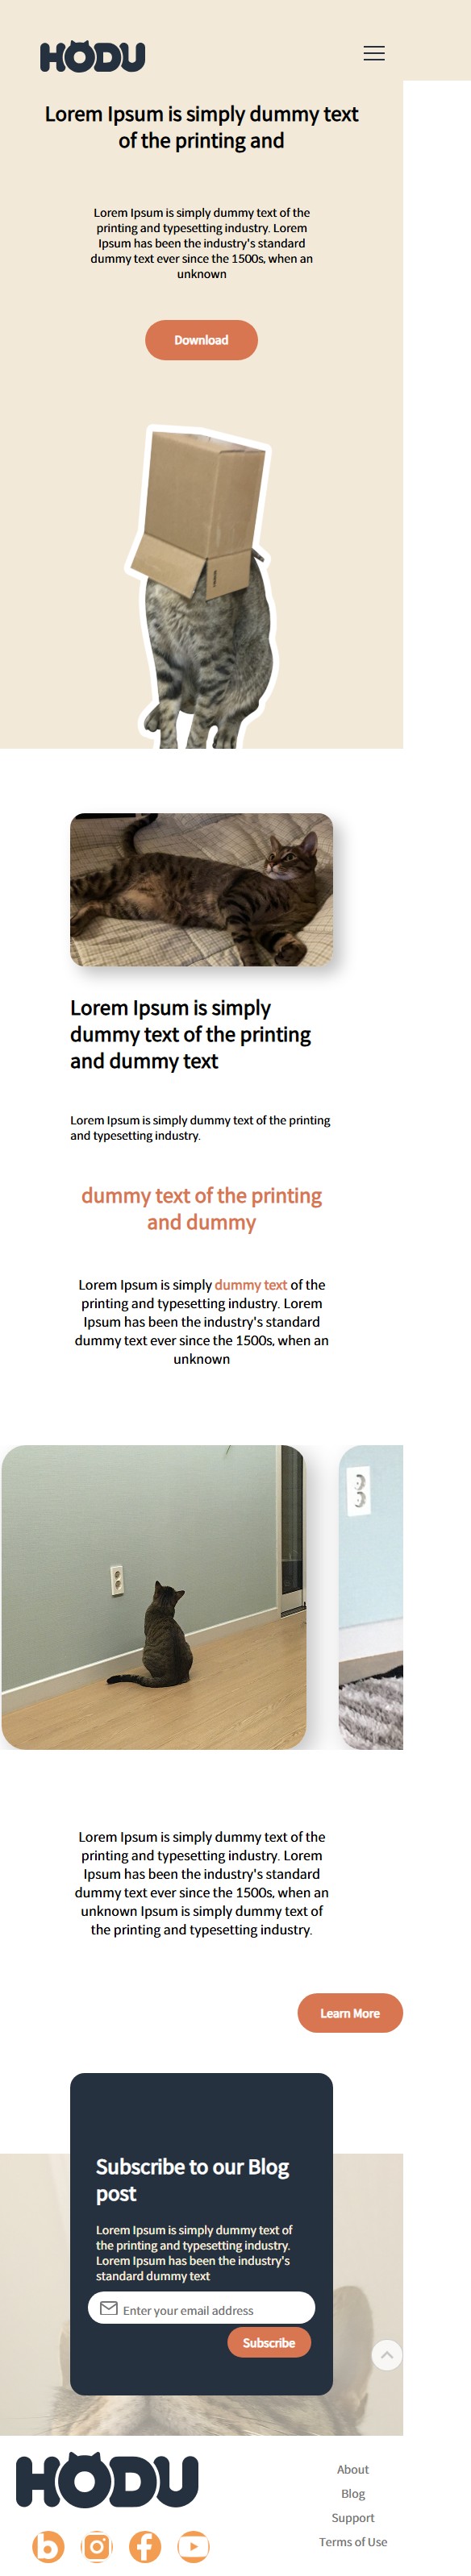 HODU
Lorem Ipsum is simply dummy text
of the printing and
Lorem Ipsum is simply dummy text of the
printing and typesetting industry. Lorem
Ipsum has been the industry's standard
dummy text ever since the 1500s, when an
unknown
Download
Lorem Ipsum is simply
dummy text of the printing
and dummy text
Lorem Ipsum is simply dummy text of the printing
and typesetting industry.
dummy text of the printing
and dummy
Lorem Ipsum is simply dummy text of the
printing and typesetting industry. Lorem
Ipsum has been the industry's standard
dummy text ever since the 1500s, when an
unknown
Lorem Ipsum is simply dummy text of the
printing and typesetting industry. Lorem
Ipsum has been the industry's standard
dummy text ever since the 1500s, when an
unknown Ipsum is simply dummy text of
the printing and typesetting industry.
Learn More
Subscribe to our Blog
post
Lorem Ipsum is simply dummy text of
the printing and typesetting industry.
Lorem Ipsum has been the industry's
standard dummy text
Enter your email address
Subscribe
HODU
About
Blog
Support
Terms of Use